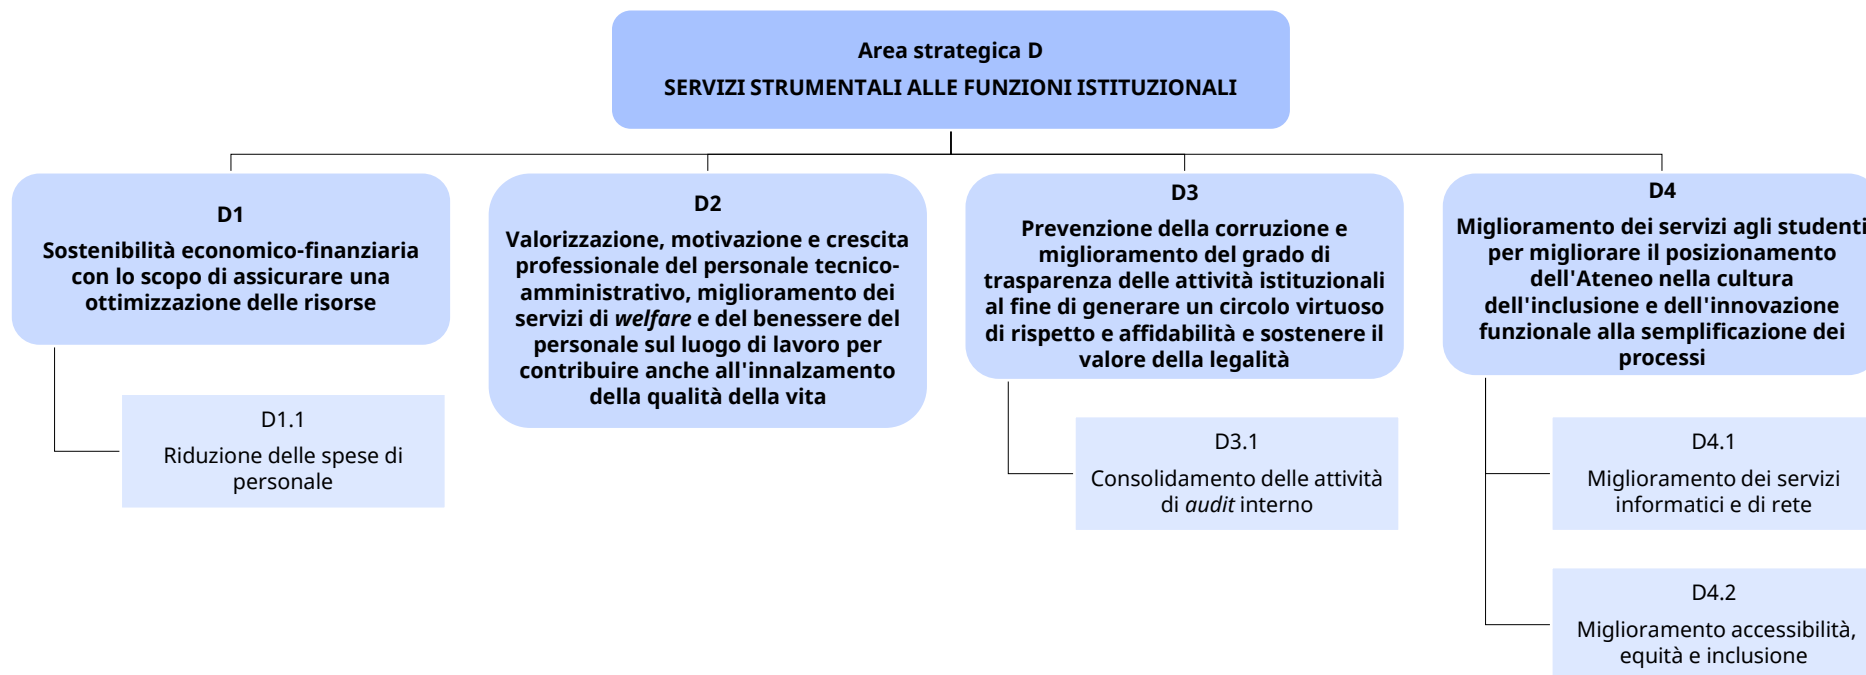 Area strategica D
SERVIZI STRUMENTALI ALLE FUNZIONI ISTITUZIONALI
D1
Sostenibilità economico-finanziaria
con lo scopo di assicurare una
ottimizzazione delle risorse
D1.1
Riduzione delle spese di
personale
D2
Valorizzazione, motivazione e crescita
professionale del personale tecnico-
amministrativo, miglioramento dei
servizi di welfare e del benessere del
personale sul luogo di lavoro per
contribuire anche all'innalzamento
della qualità della vita
D3
Prevenzione della corruzione e
miglioramento del grado di
trasparenza delle attività istituzionali
al fine di generare un circolo virtuoso
di rispetto e affidabilità e sostenere il
valore della legalità
D3.1
Consolidamento delle attività
di audit interno
D4
Miglioramento dei servizi agli studenti
per migliorare il posizionamento
dell'Ateneo nella cultura
dell'inclusione e dell'innovazione
funzionale alla semplificazione dei
processi
D4.1
Miglioramento dei servizi
informatici e di rete
D4.2
Miglioramento accessibilità,
equità e inclusione